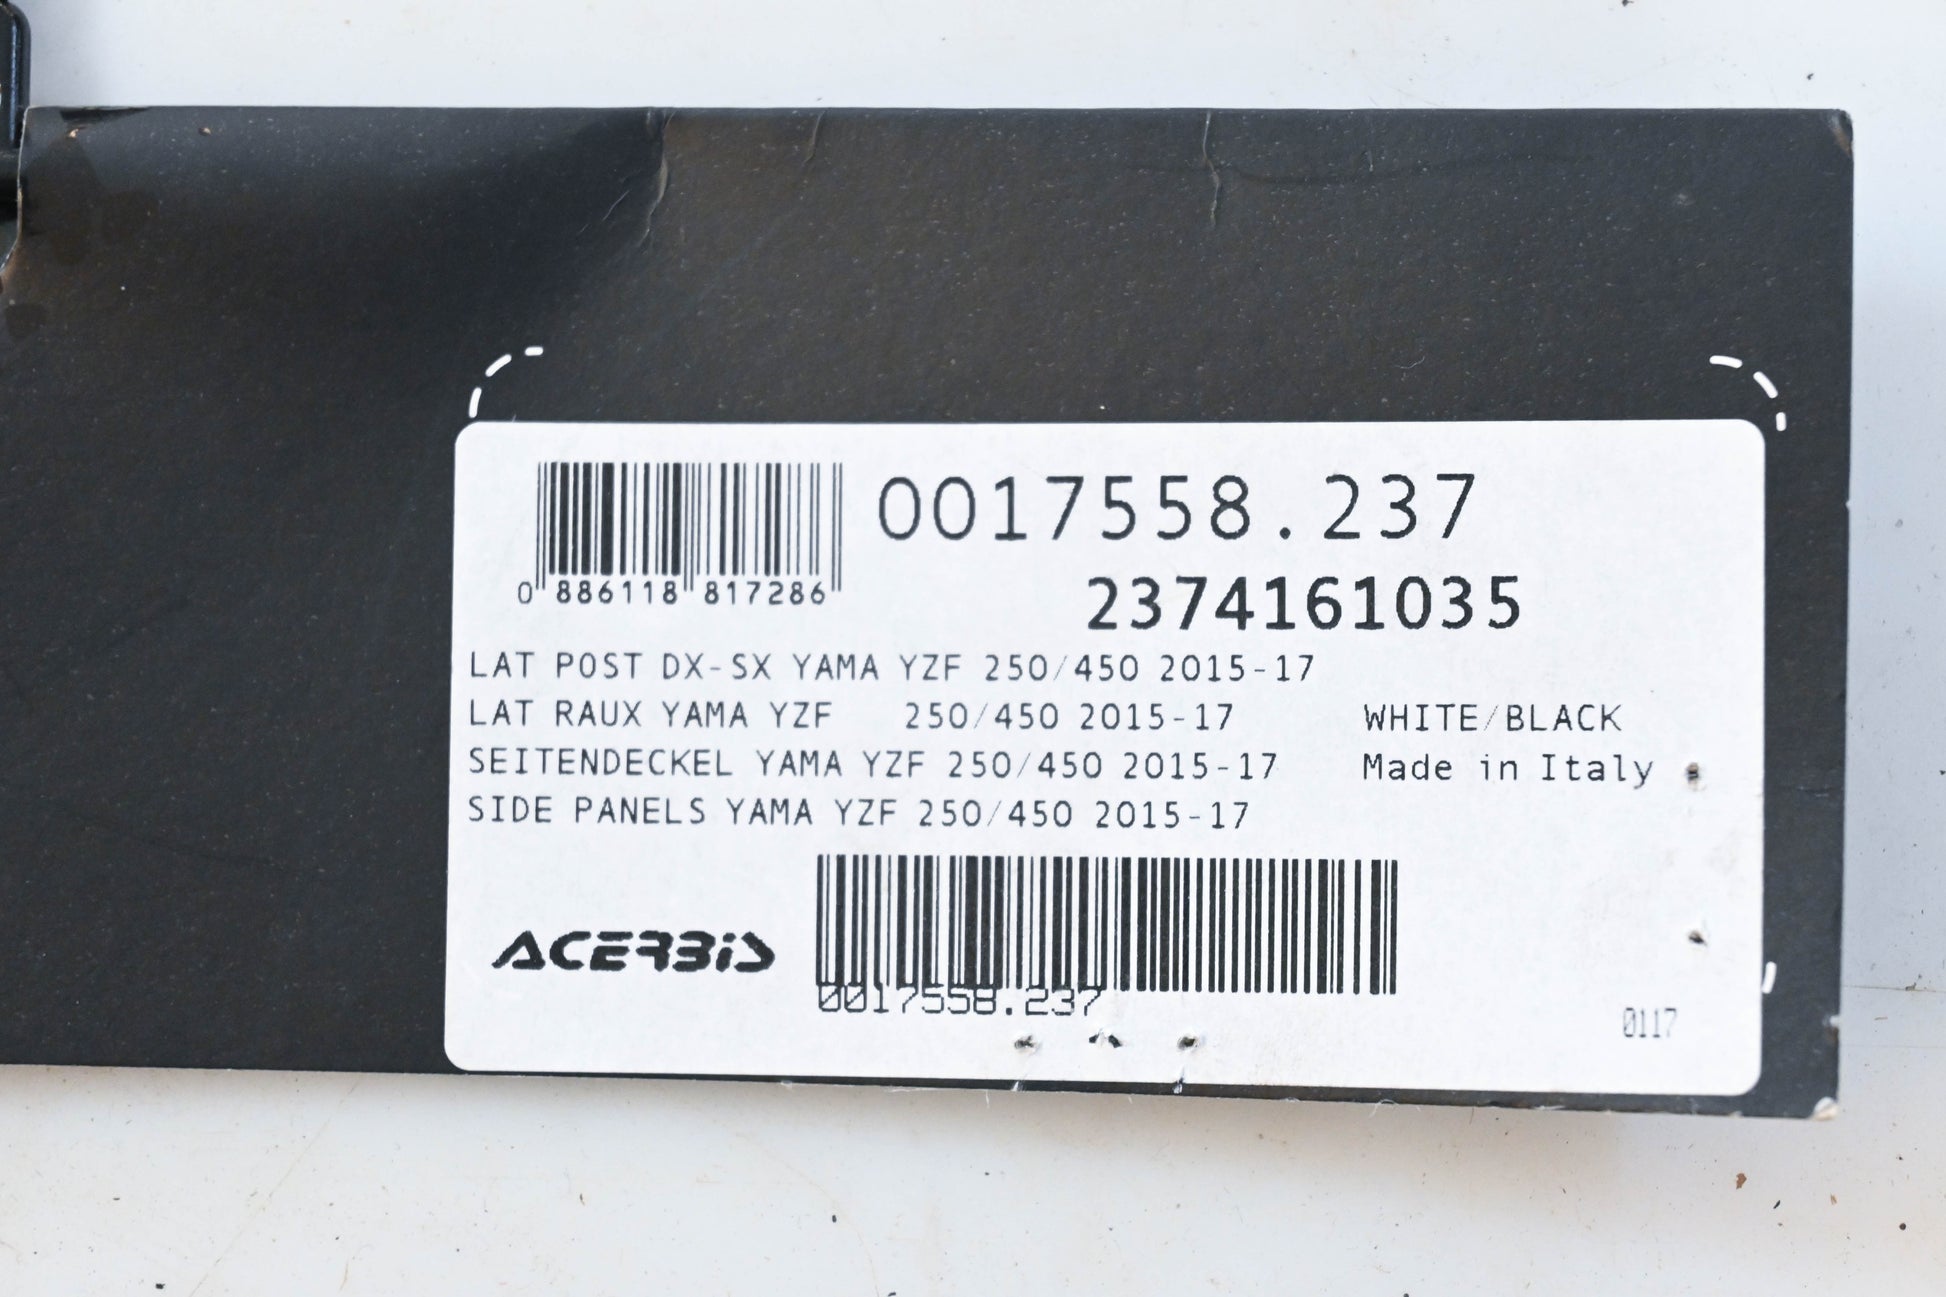 0017558.237
0 886118 817286
2374161035
LAT POST DX-SX YAMA YZF 250/450 2015-17
LAT RAUX YAMA YZF 250/450 2015-17 WHITE/BLACK
SEITENDECKEL YAMA YZF 250/450 2015-17 Made in Italy
SIDE PANELS YAMA YZF 250/450 2015-17
ACERBIS
0017558.237
0117